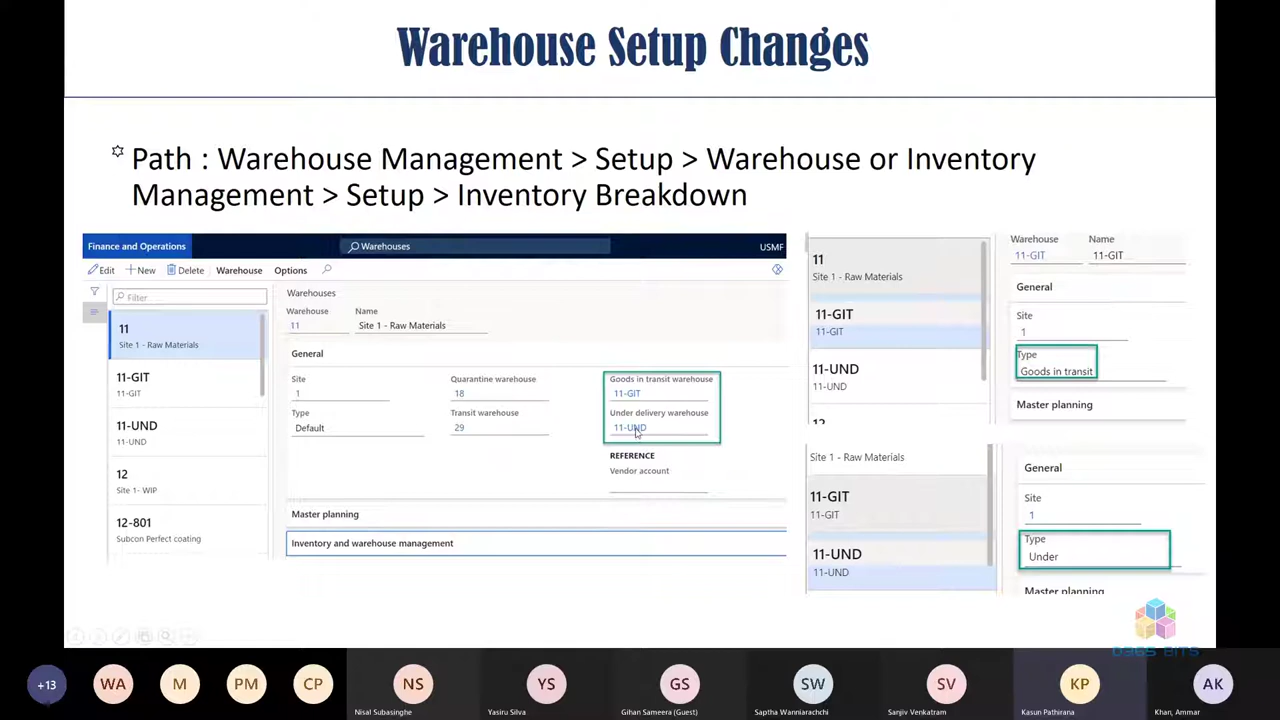 Warehouse Setup Changes
Path : Warehouse Management > Setup > Warehouse or Inventory
Management > Setup > Inventory Breakdown
Finance and Operations
Warehouses
USMF
Edit
New
Delete
Warehouse
Options
Filter
11
Site 1 - Raw Materials
11-GIT
11-GIT
11-UND
11-UND
12
Site 1- WIP
12-801
Subcon Perfect coating
Warehouses
Warehouse
Name
11
Site 1 - Raw Materials
General
Site
Quarantine warehouse
Goods in transit warehouse
1
18
11-GIT
Type
Transit warehouse
Under delivery warehouse
Default
29
11-UND
REFERENCE
Vendor account
Master planning
Inventory and warehouse management
11
Site 1 - Raw Materials
11-GIT
11-GIT
11-UND
11-UND
12
Warehouse
Name
11-GIT
11-GIT
General
Site
1
Type
Goods in transit
Master planning
Site 1 - Raw Materials
11-GIT
11-GIT
11-UND
11-UND
General
Site
1
Type
Under
Master planning
D365 BITS
+13
WA
M
PM
CP
NS
YS
GS
SW
SV
KP
AK
Nisal Subasinghe
Yasiru Silva
Gihan Sameera (Guest)
Saptha Wanniarachchi
Sanjiv Venkatram
Kasun Pathirana
Khan, Ammar